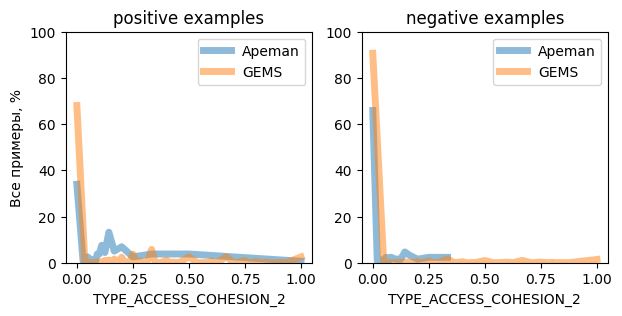 positive examples
negative examples
Все примеры, %
100
80
60
40
20
0
Apeman
GEMS
0.00 0.25 0.50 0.75 1.00
TYPE_ACCESS_COHESION_2
100
80
60
40
20
0
Apeman
GEMS
0.00 0.25 0.50 0.75 1.00
TYPE_ACCESS_COHESION_2